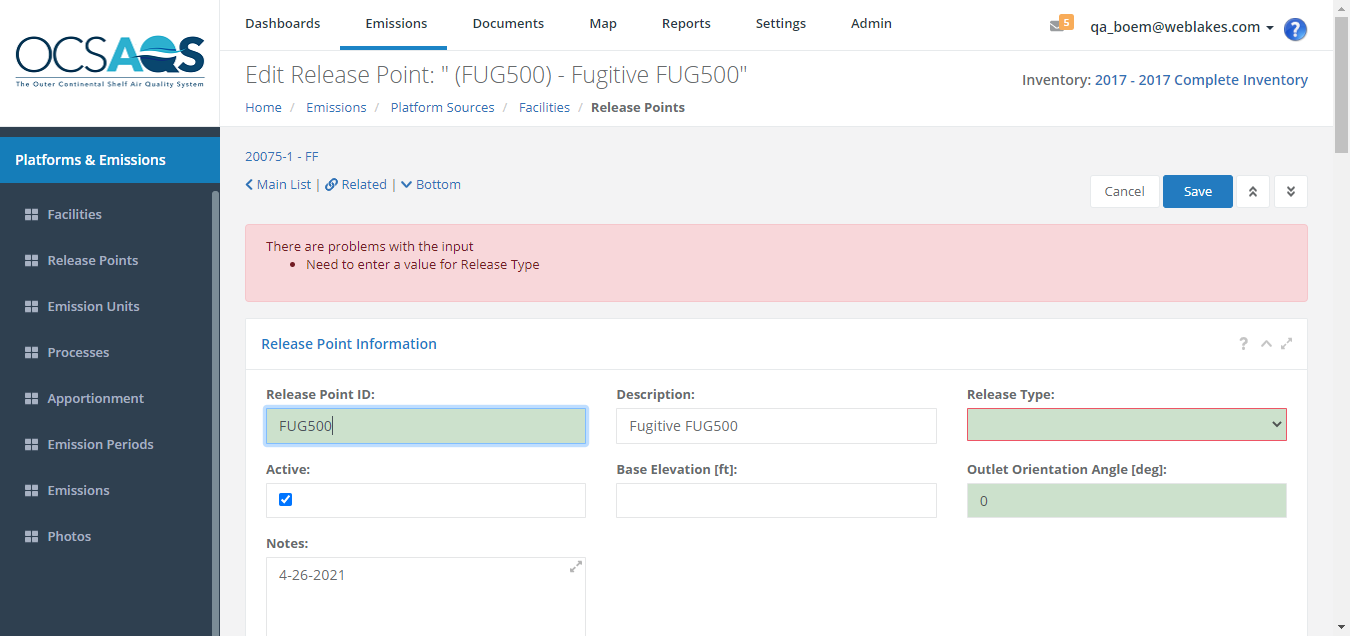 OCSAQS
The Outer Continental Shelf Air Quality System
Dashboards Emissions Documents Map Reports Settings Admin
5 qa_boem@weblakes.com ?
Edit Release Point: " (FUG500) - Fugitive FUG500"
Inventory: 2017 - 2017 Complete Inventory
Home / Emissions / Platform Sources / Facilities / Release Points
Platforms & Emissions
Facilities
Release Points
Emission Units
Processes
Apportionment
Emission Periods
Emissions
Photos
20075-1 - FF
Main List | Related | Bottom
Cancel Save
There are problems with the input
• Need to enter a value for Release Type
Release Point Information ?
Release Point ID: Description: Release Type:
FUG500 Fugitive FUG500
Active: Base Elevation [ft]: Outlet Orientation Angle [deg]:
0
Notes:
4-26-2021